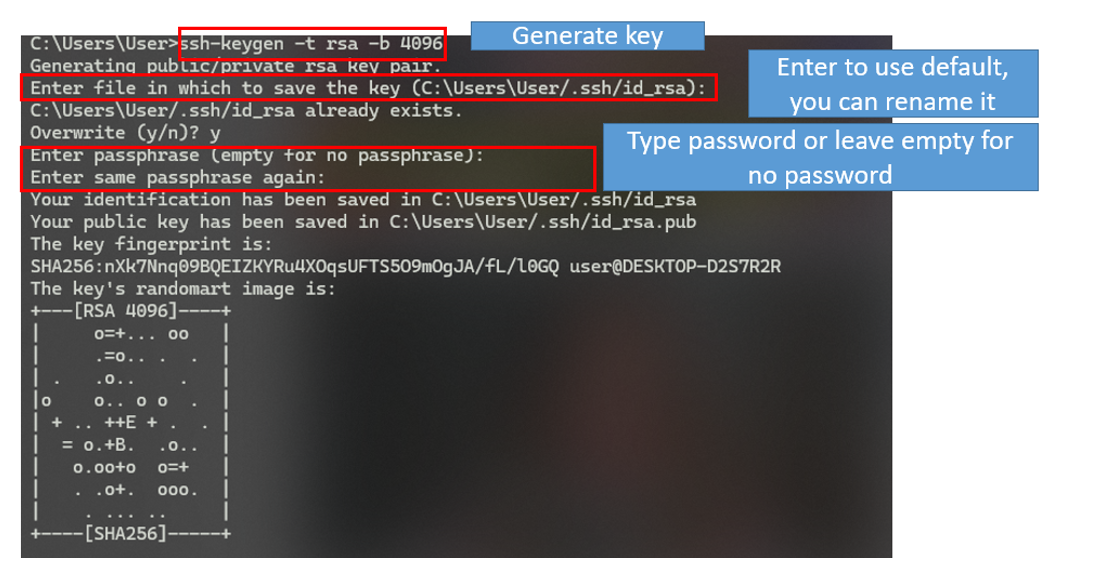 C:\Users\User>ssh-keygen -t rsa -b 4096
Generate key
Generating public/private rsa key pair.
Enter file in which to save the key (C:\Users\User/.ssh/id_rsa):
Enter to use default,
you can rename it
C:\Users\User/.ssh/id_rsa already exists.
Overwrite (y/n)? y
Enter passphrase (empty for no passphrase):
Enter same passphrase again:
Type password or leave empty for
no password
Your identification has been saved in C:\Users\User/.ssh/id_rsa
Your public key has been saved in C:\Users\User/.ssh/id_rsa.pub
The key fingerprint is:
SHA256:nXk7Nnq09BQEIZKYRu4XOqsUFTS5O9mOgJA/fL/l0GQ user@DESKTOP-D2S7R2R
The key's randomart image is:
+---[RSA 4096]----+
|     o=+... oo   |
|     .=o.. .  .  |
| .   .o..    .   |
|o    o.. o o  .  |
| + .. ++E + .  . |
|  = o.+B.  .o..  |
|   o.oo+o  o=+   |
|   . .o+.  ooo.  |
|    . ... ..     |
+----[SHA256]-----+